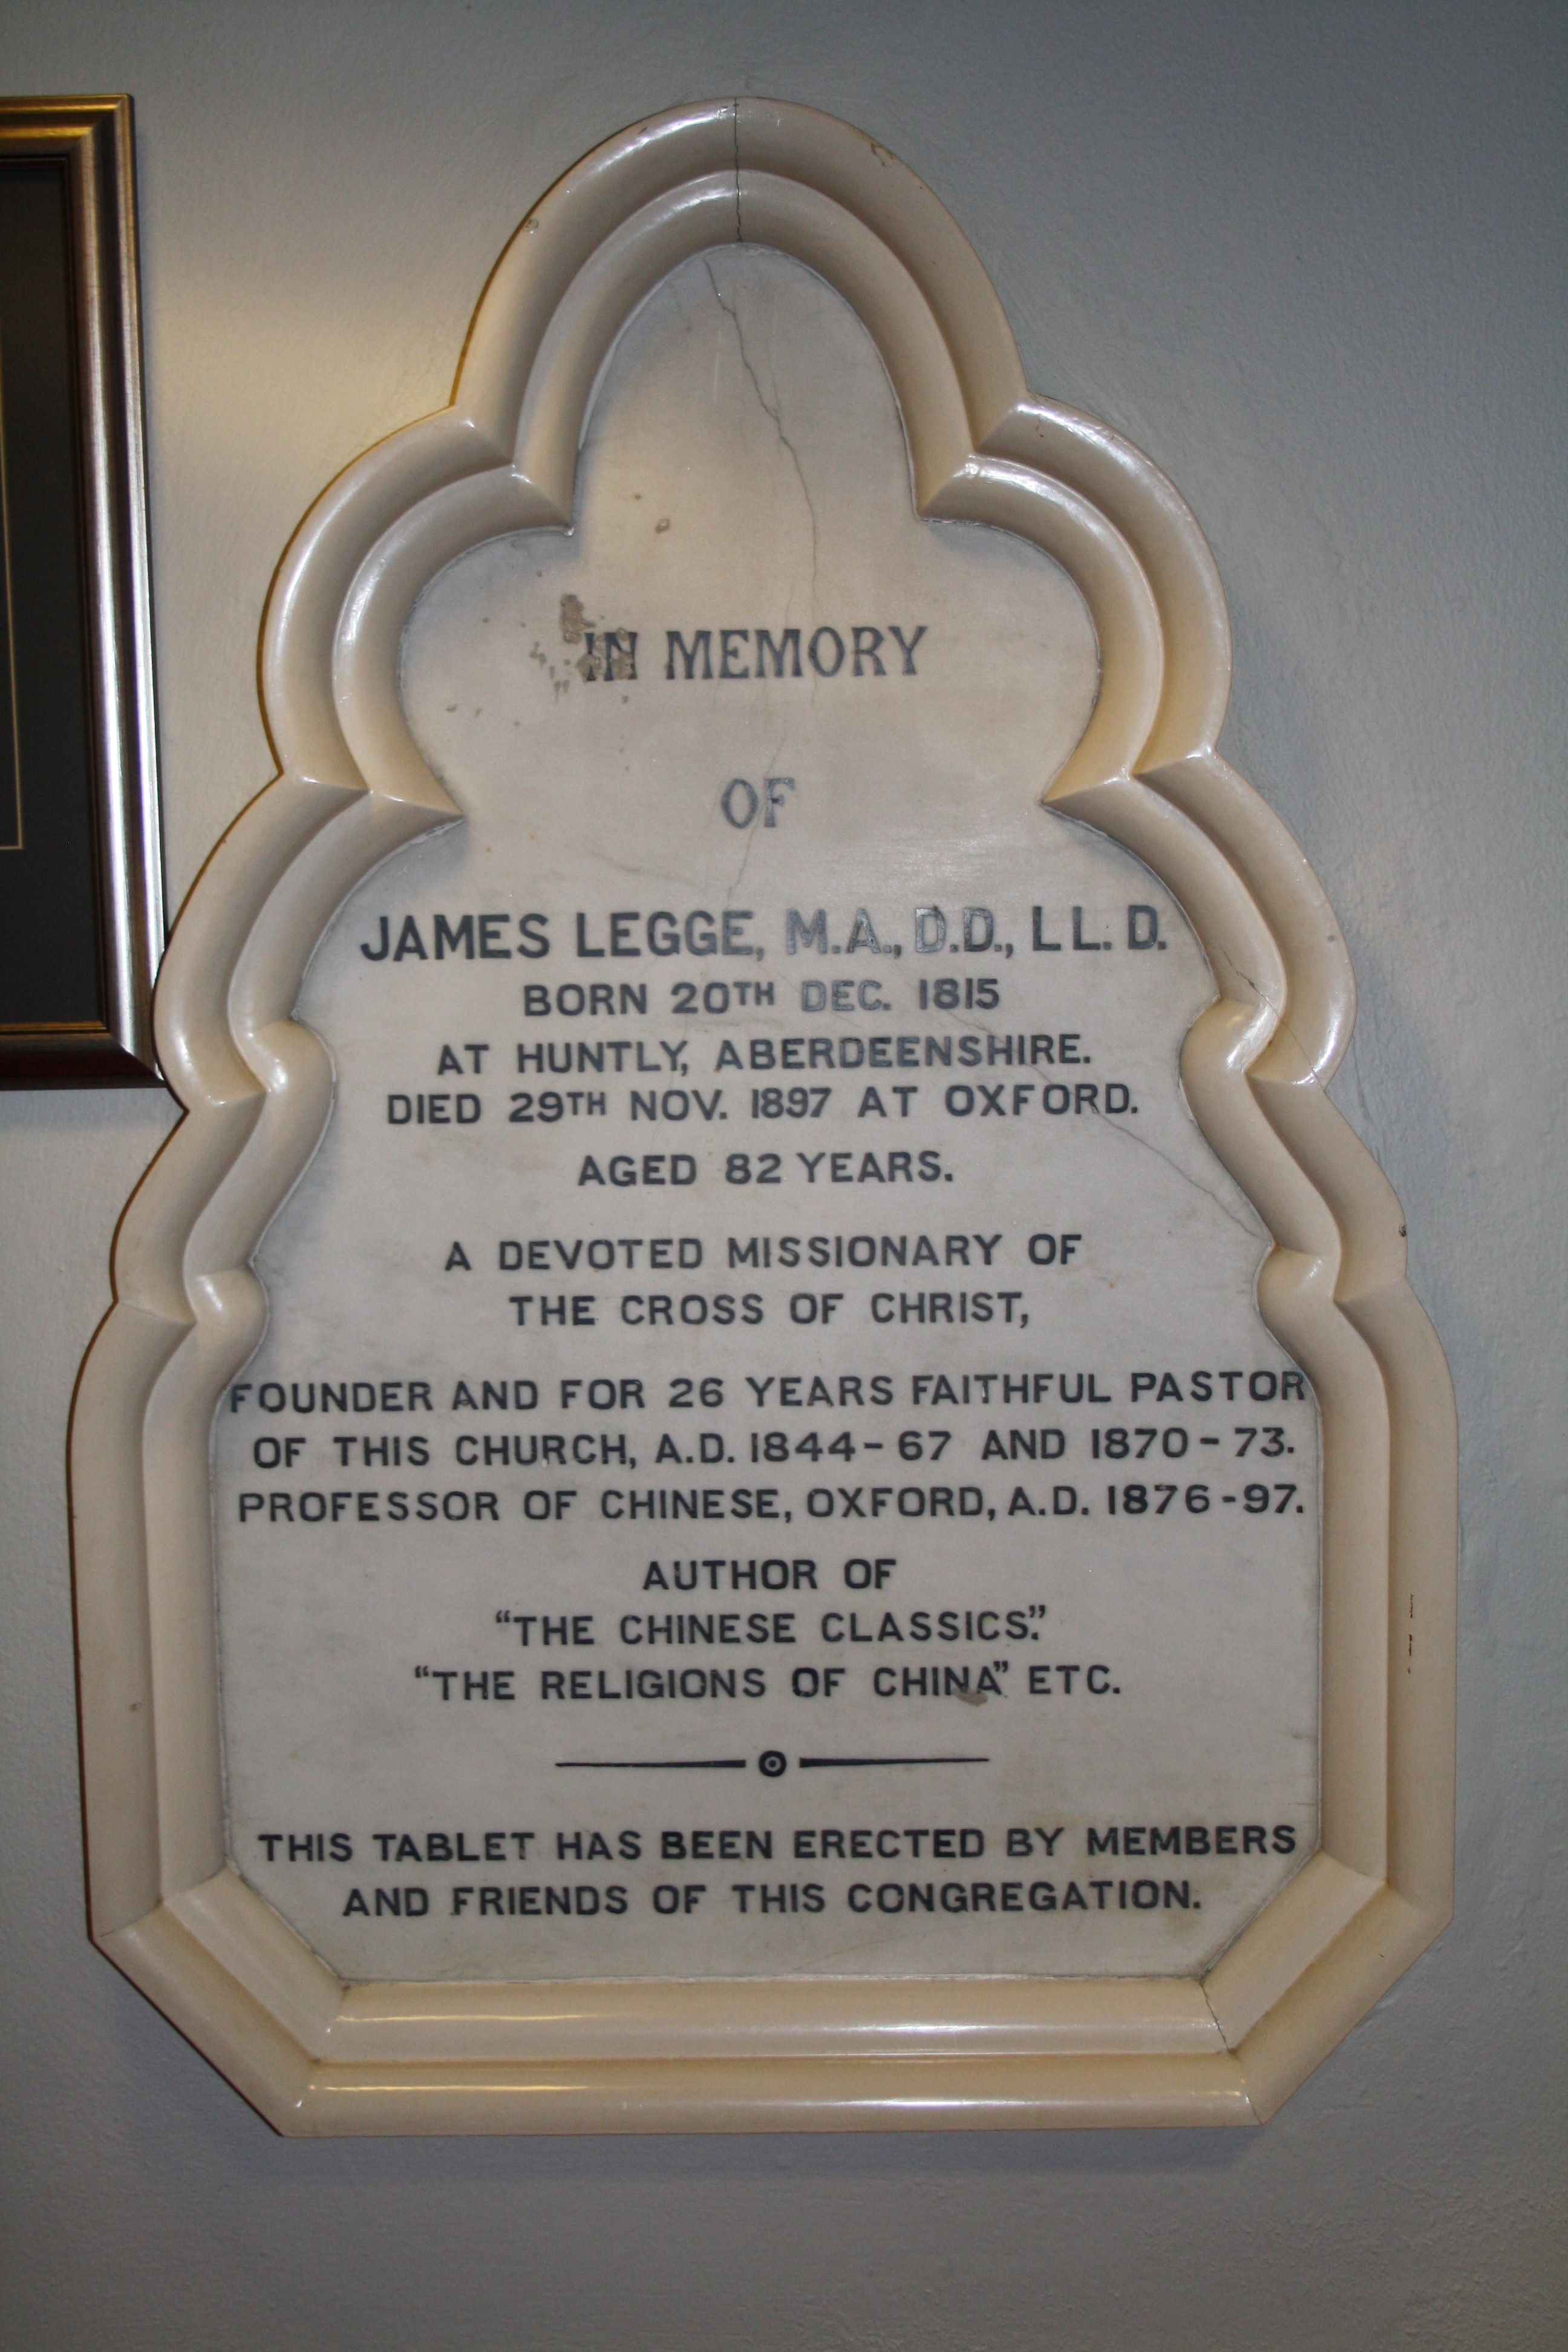 IN MEMORY
OF
JAMES LEGGE, M.A., D.D., LL. D.
BORN 20TH DEC. 1815
AT HUNTLY, ABERDEENSHIRE.
DIED 29TH NOV. 1897 AT OXFORD.
AGED 82 YEARS.
A DEVOTED MISSIONARY OF
THE CROSS OF CHRIST,
FOUNDER AND FOR 26 YEARS FAITHFUL PASTOR
OF THIS CHURCH, A.D. 1844-67 AND 1870-73.
PROFESSOR OF CHINESE, OXFORD, A.D. 1876-97.
AUTHOR OF
“THE CHINESE CLASSICS”.
“THE RELIGIONS OF CHINA” ETC.
THIS TABLET HAS BEEN ERECTED BY MEMBERS
AND FRIENDS OF THIS CONGREGATION.